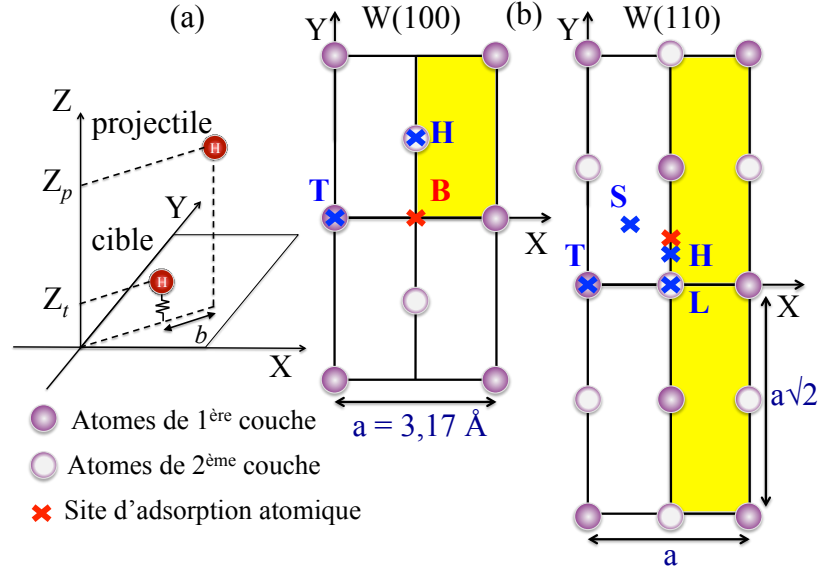 (a)
Y
W(100)
(b)
Y
W(110)
Z
projectile
H
Z_p
Y
cible
H
Z_t
b
X
T
H
B
X
S
T
H
L
X
a√2
a = 3,17 Å
a
Atomes de 1ère couche
Atomes de 2ème couche
Site d'adsorption atomique